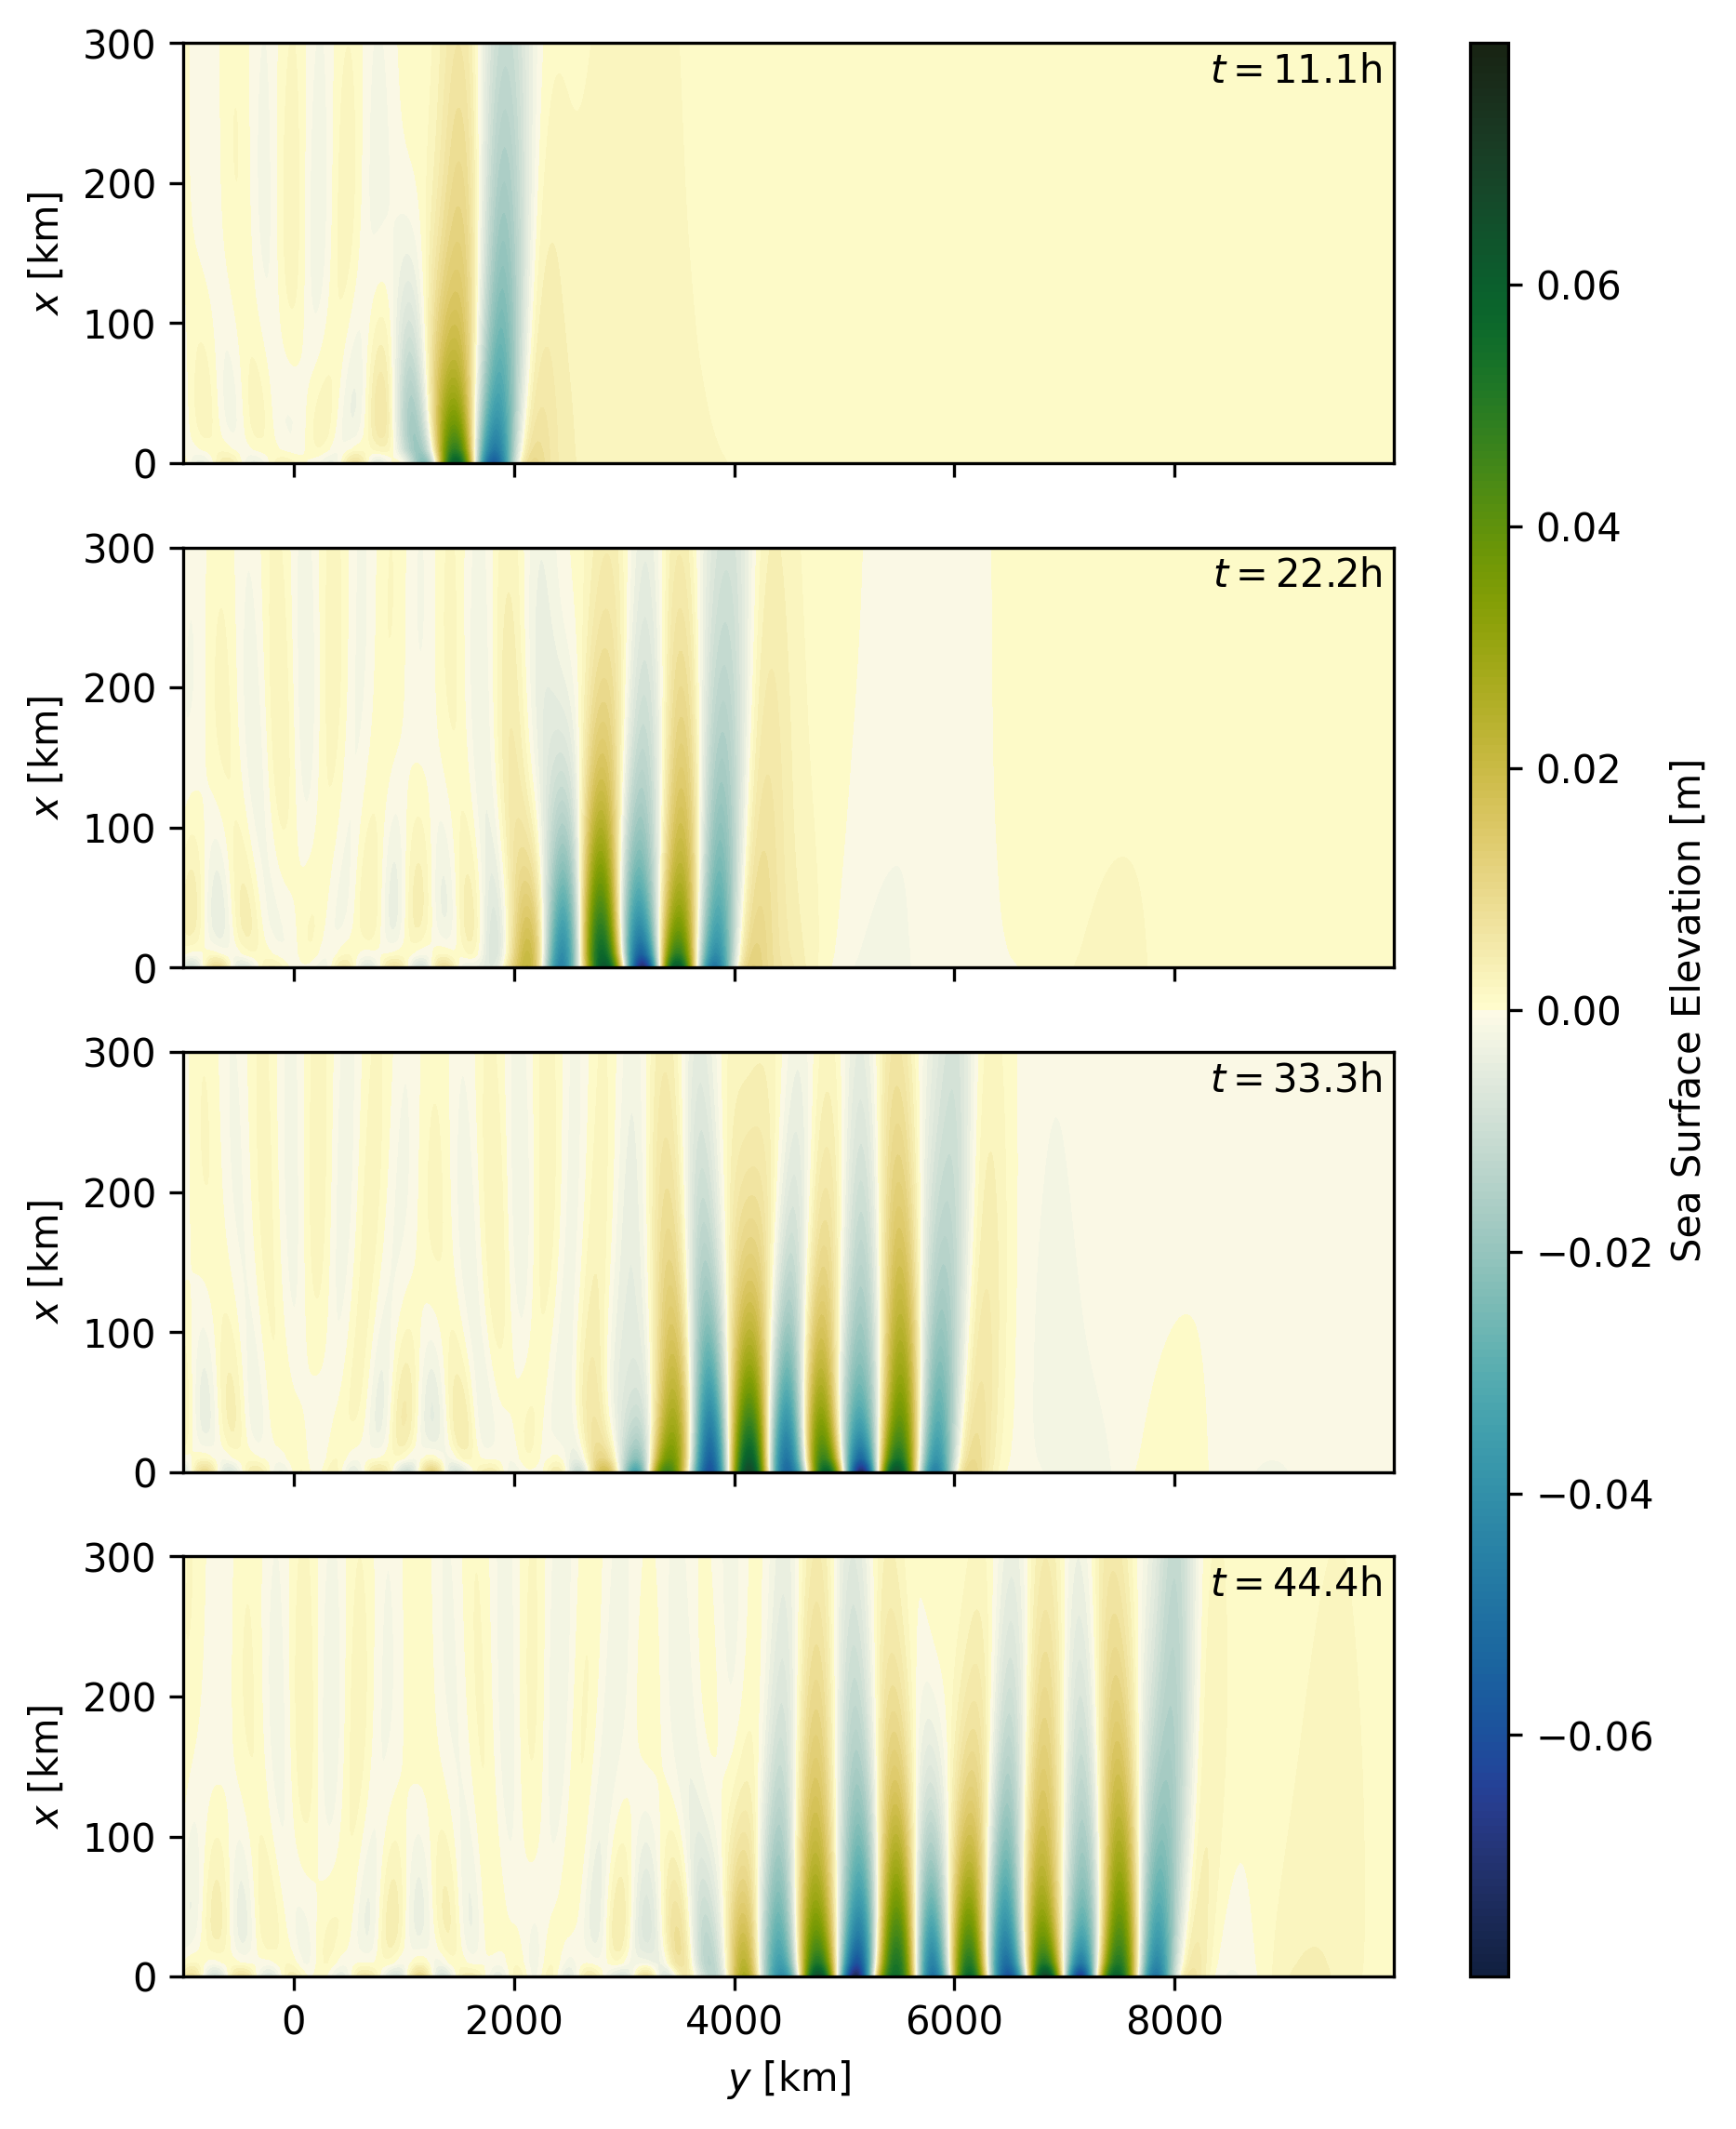 300
200
100
0
x [km]
t = 11.1h
300
200
100
0
x [km]
t = 22.2h
300
200
100
0
x [km]
t = 33.3h
300
200
100
0
x [km]
t = 44.4h
0 2000 4000 6000 8000
y [km]
0.06
0.04
0.02
0.00
−0.02
−0.04
−0.06
Sea Surface Elevation [m]